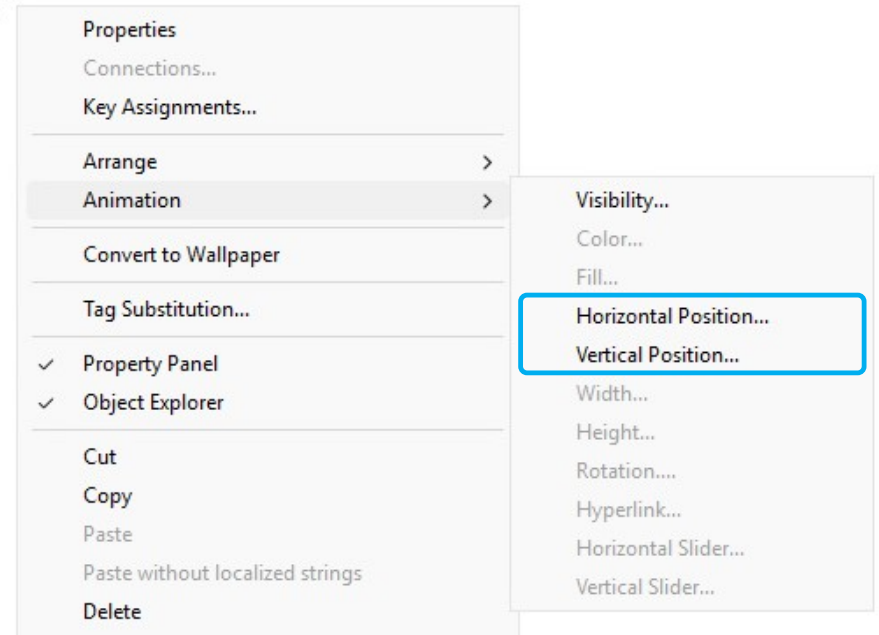 Properties
Connections...
Key Assignments...
Arrange
Animation
Convert to Wallpaper
Tag Substitution...
Property Panel
Object Explorer
Cut
Copy
Paste
Paste without localized strings
Delete
Visibility...
Color...
Fill...
Horizontal Position...
Vertical Position...
Width...
Height...
Rotation....
Hyperlink...
Horizontal Slider...
Vertical Slider...